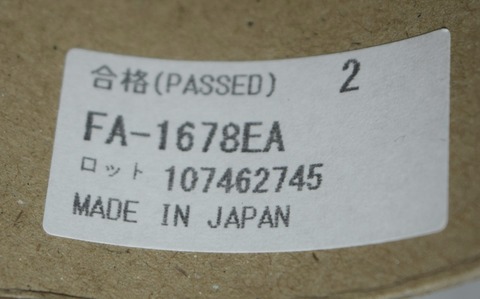 合格(PASSED) 2
FA-1678EA
ロット 107462745
MADE IN JAPAN